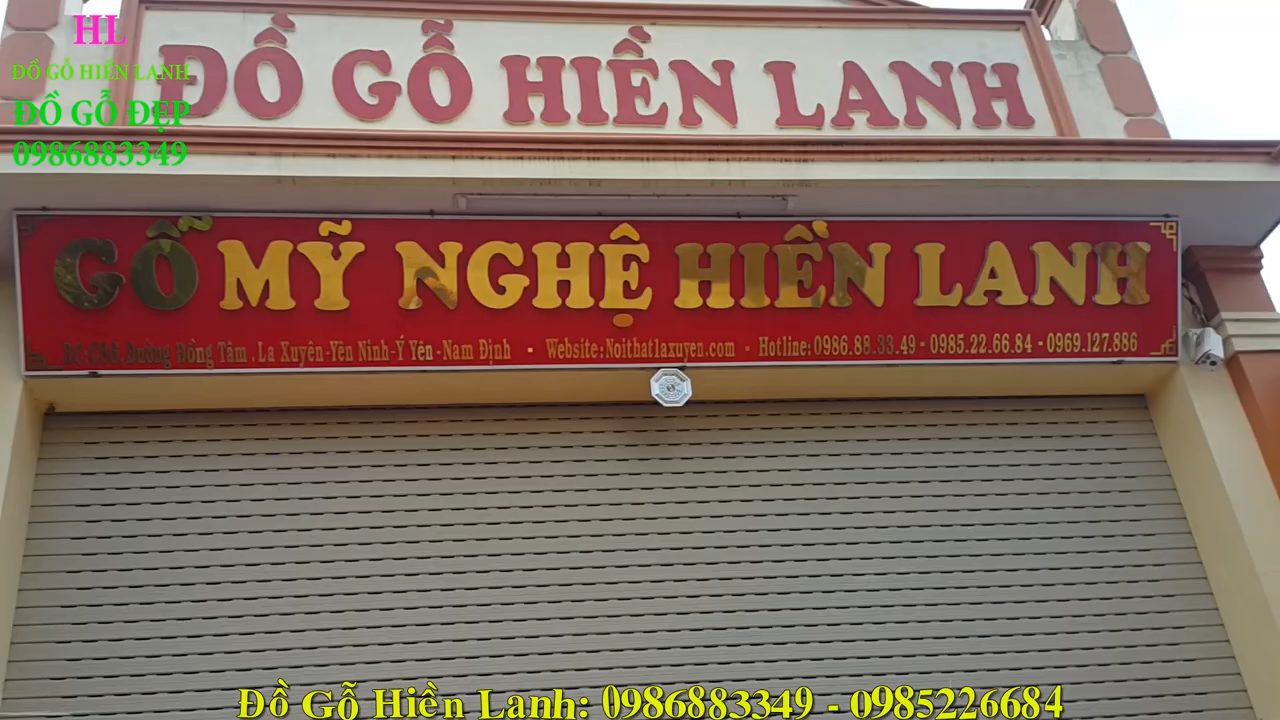 HL
ĐỒ GỖ HIỀN LANH
ĐỒ GỖ ĐẸP
0986883349
ĐỒ GỖ HIỀN LANH
GỖ MỸ NGHỆ HIỀN LANH
Đường Đồng Tâm . La Xuyên-Yên Ninh-Ý Yên-Nam Định - Website:Noithatlaxuyen.com - Hotline:0986.88.33.49 - 0985.22.66.84 - 0969.127.886
Đồ Gỗ Hiền Lanh: 0986883349 - 0985226684